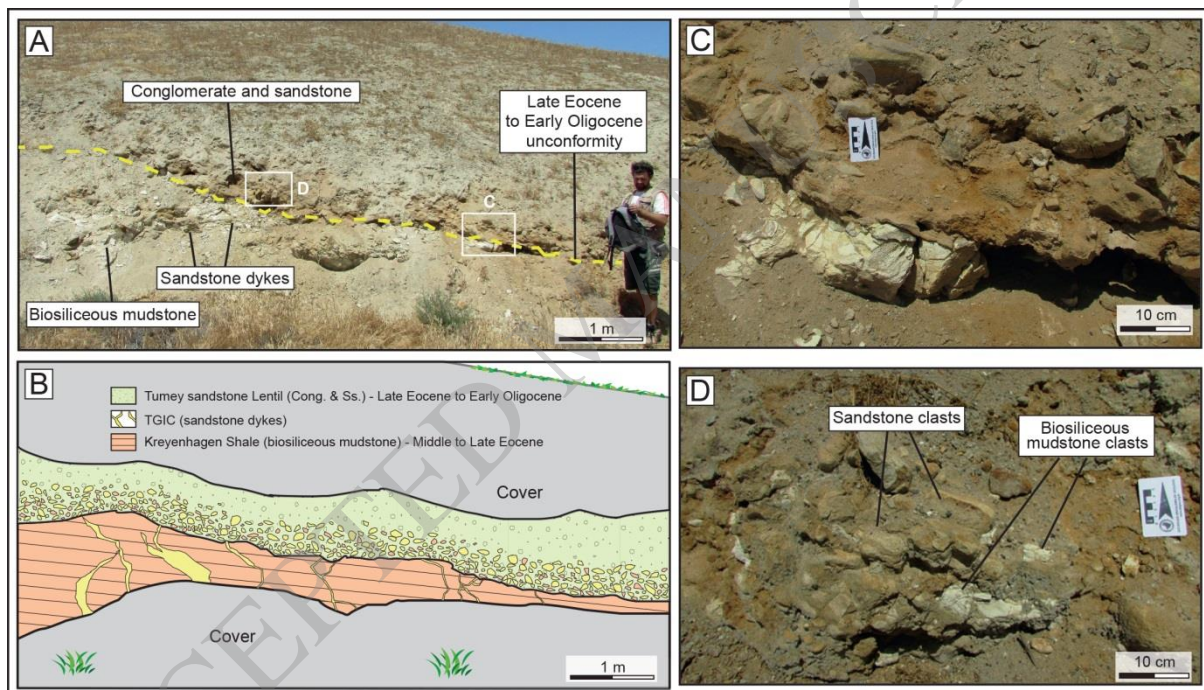 A
Conglomerate and sandstone
Late Eocene
to Early Oligocene
unconformity
D
C
Sandstone dykes
Biosiliceous mudstone
1 m
B
Tumey sandstone Lentil (Cong. & Ss.) - Late Eocene to Early Oligocene
TGIC (sandstone dykes)
Kreyenhagen Shale (biosiliceous mudstone) - Middle to Late Eocene
Cover
Cover
1 m
C
10 cm
D
Sandstone clasts
Biosiliceous
mudstone clasts
10 cm